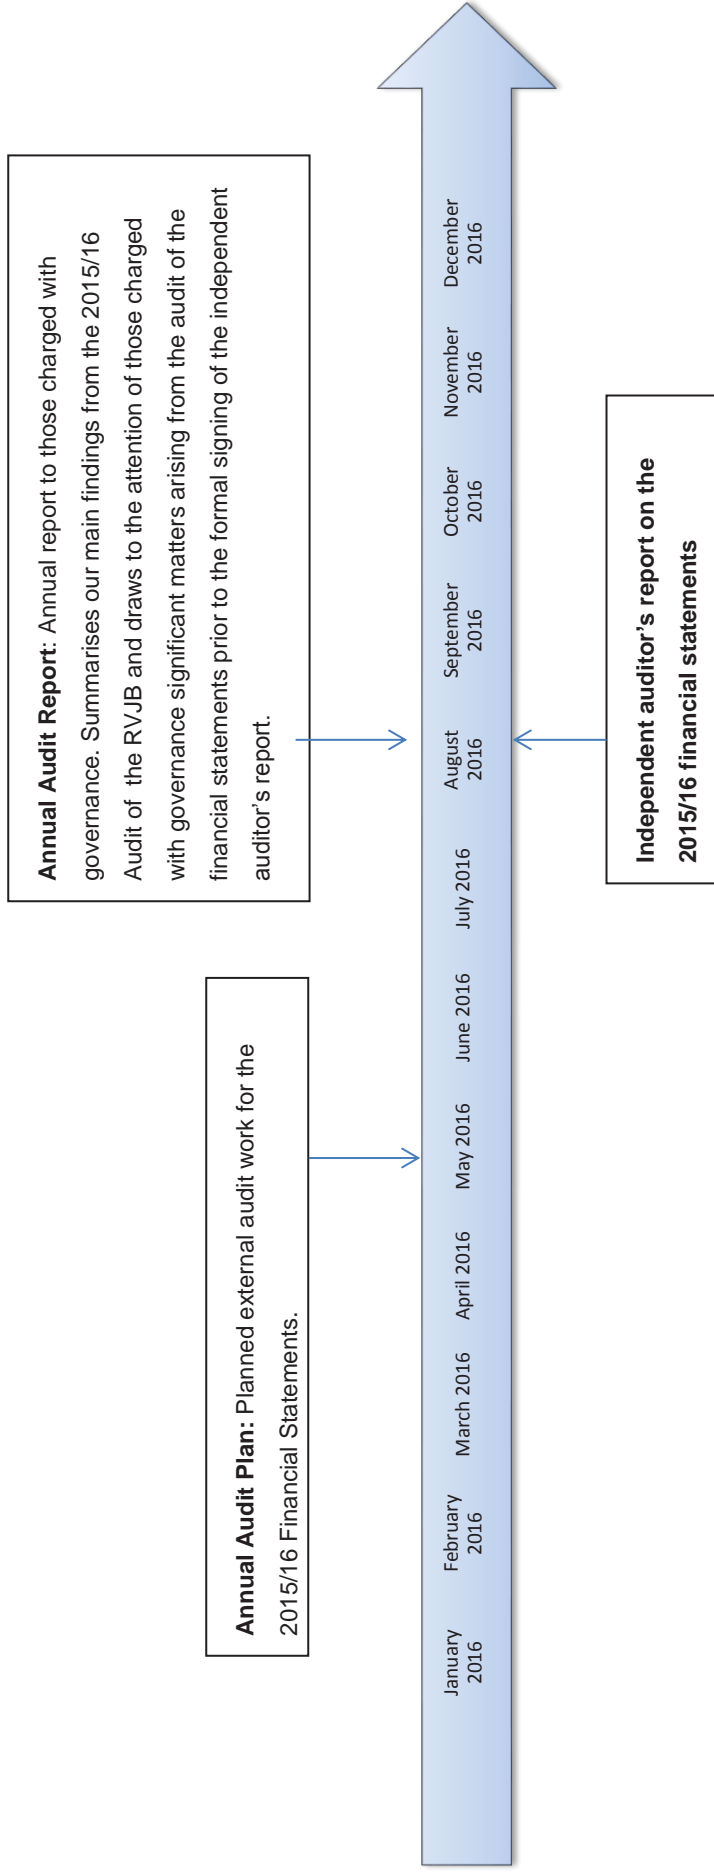 Annual Audit Report: Annual report to those charged with
governance. Summarises our main findings from the 2015/16
Audit of the RVJB and draws to the attention of those charged
with governance significant matters arising from the audit of the
financial statements prior to the formal signing of the independent
auditor’s report.
Annual Audit Plan: Planned external audit work for the
2015/16 Financial Statements.
January
2016
February
2016
March 2016
April 2016
May 2016
June 2016
July 2016
August
2016
September
2016
October
2016
November
2016
December
2016
Independent auditor’s report on the
2015/16 financial statements